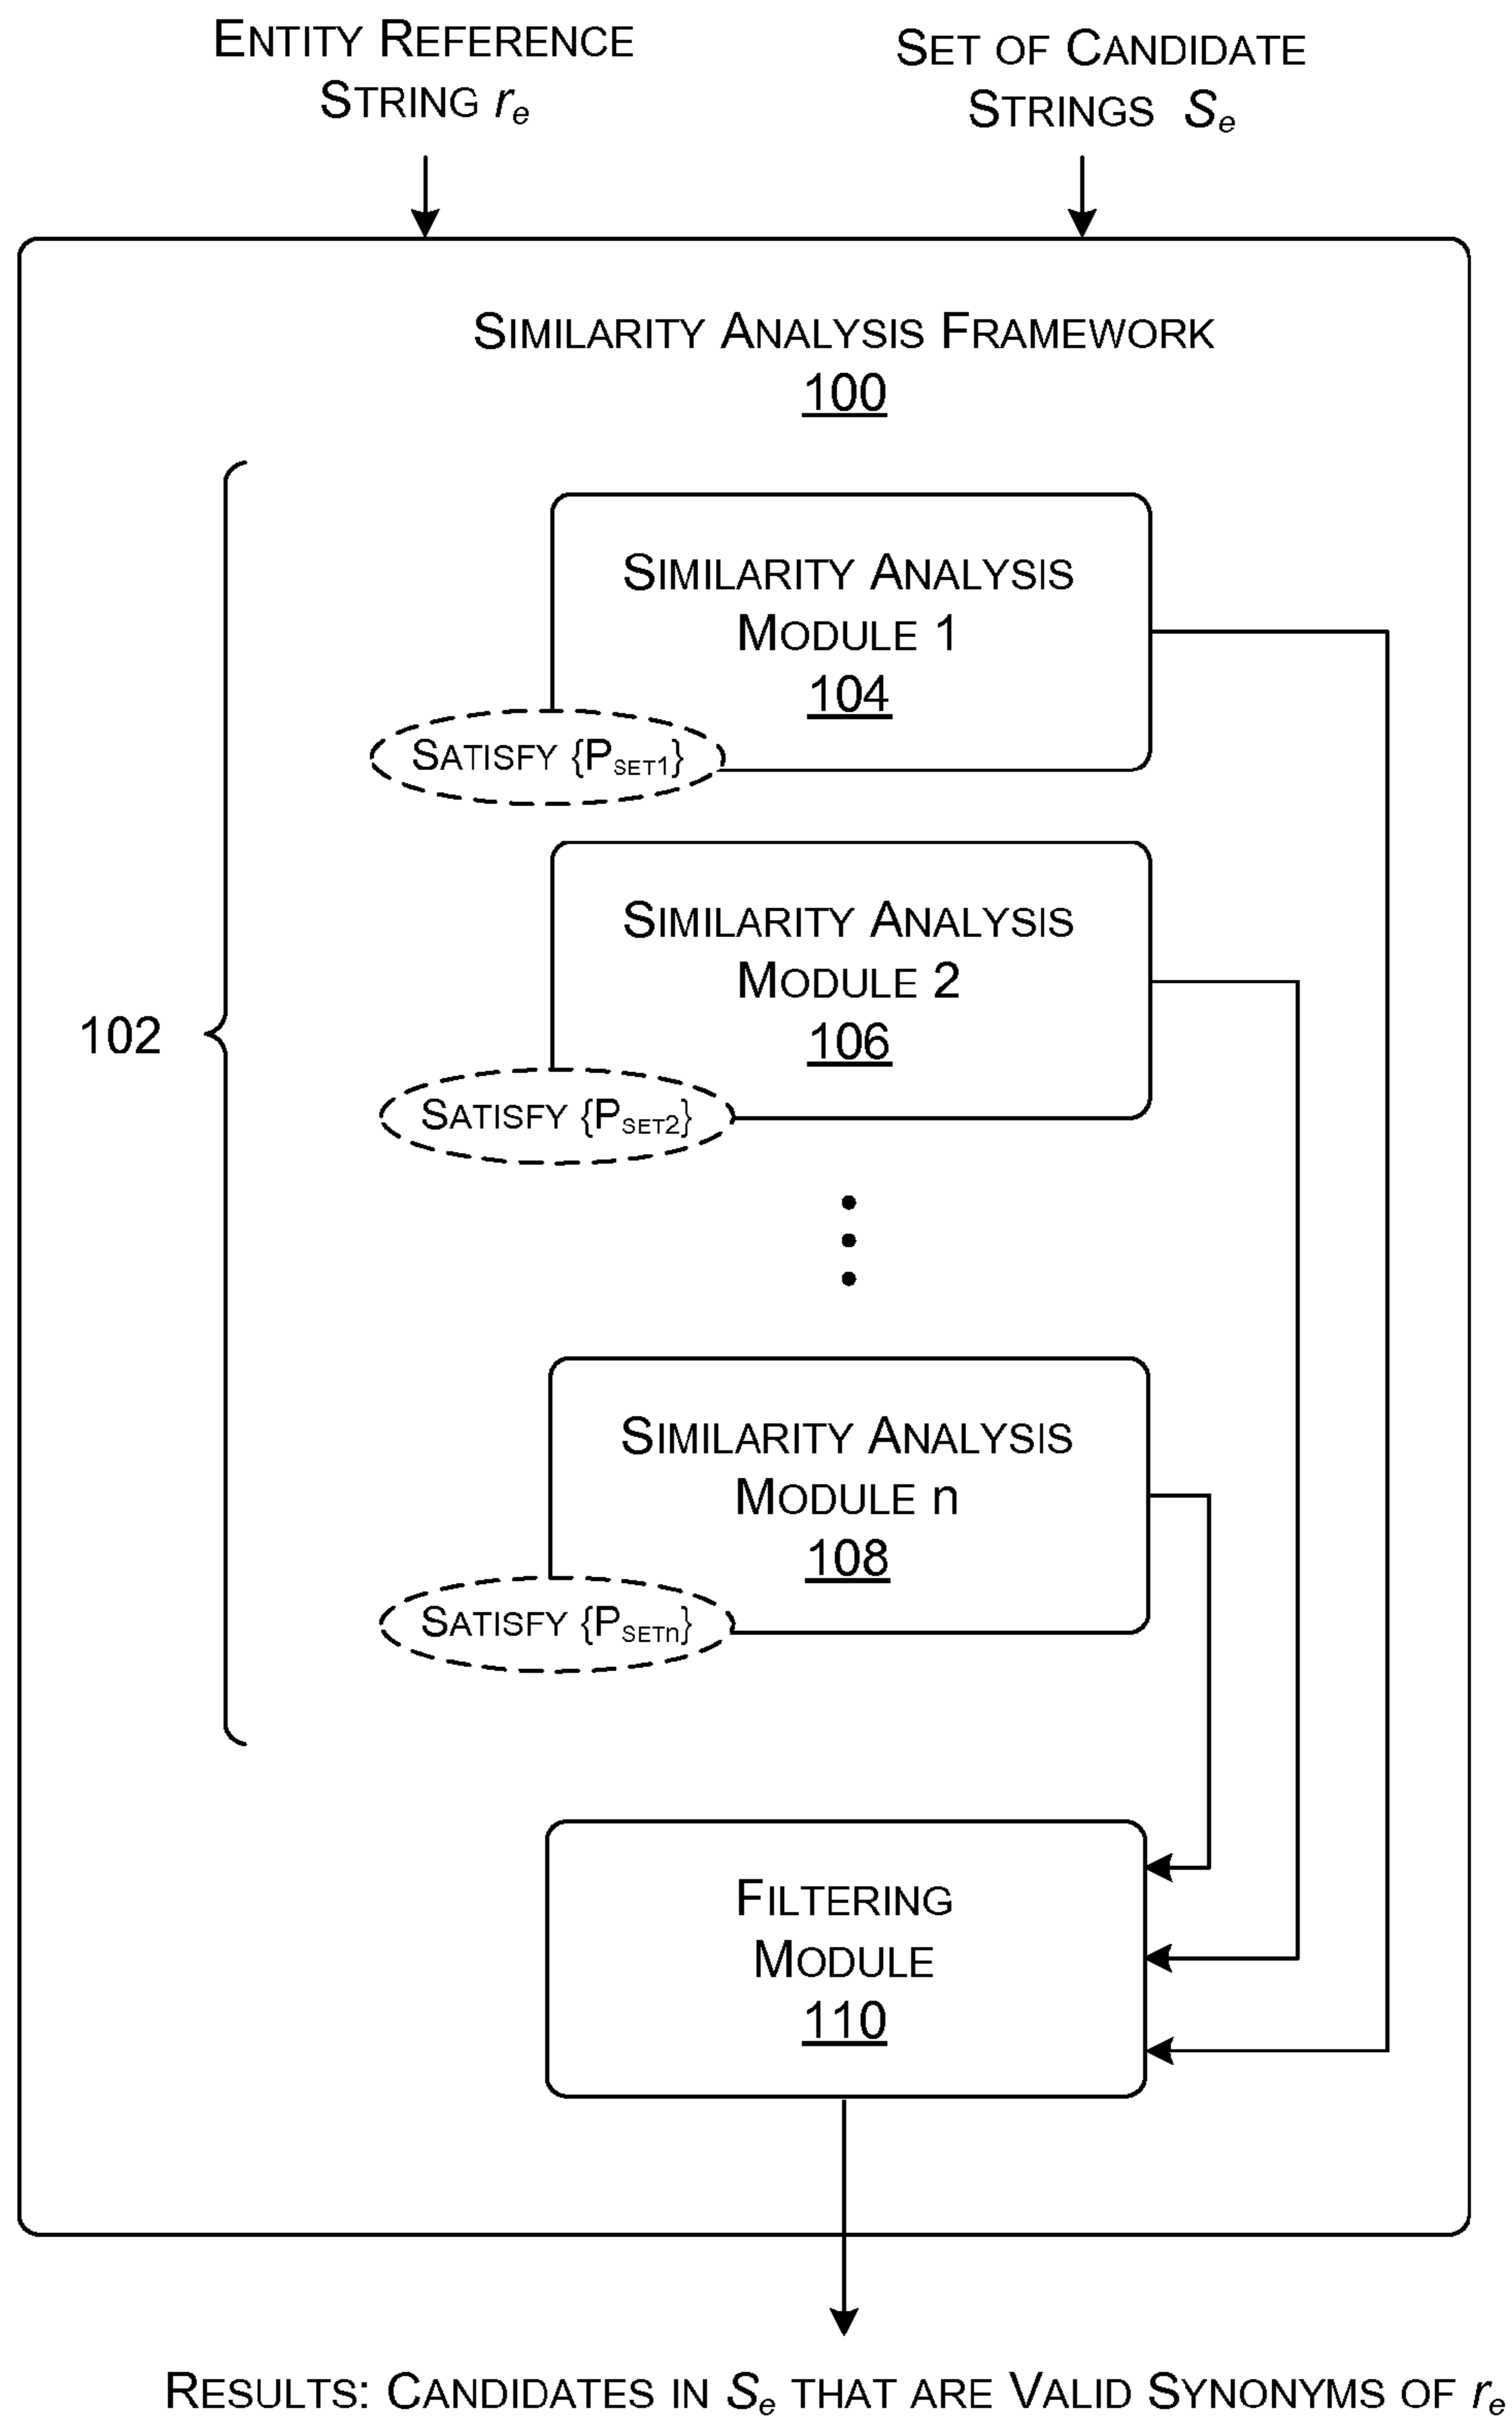 ENTITY REFERENCE
STRING re
SET OF CANDIDATE
STRINGS Se
SIMILARITY ANALYSIS FRAMEWORK
100
SIMILARITY ANALYSIS
MODULE 1
104
SATISFY {PSET1}
SIMILARITY ANALYSIS
MODULE 2
106
102
SATISFY {PSET2}
SIMILARITY ANALYSIS
MODULE n
108
SATISFY {PSETn}
FILTERING
MODULE
110
RESULTS: CANDIDATES IN Se THAT ARE VALID SYNONYMS OF re